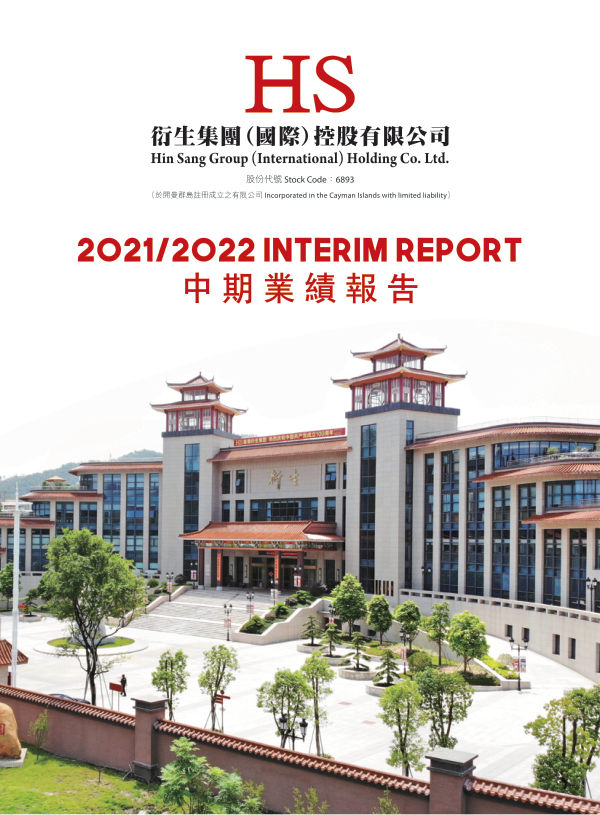 HS
衍生集團（國際）控股有限公司
Hin Sang Group (International) Holding Co. Ltd.
股份代號 Stock Code：6893
（於開曼群島註冊成立之有限公司 Incorporated in the Cayman Islands with limited liability）
2021/2022 INTERIM REPORT
中期業績報告
衍生